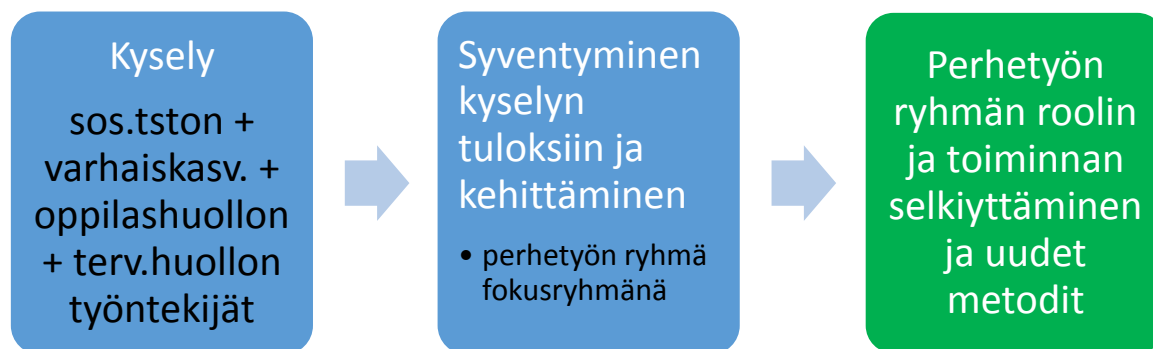 Kysely
sos.tston +
varhaiskasv. +
oppilashuollon
+ terv.huollon
työntekijät
Syventyminen
kyselyn
tuloksiin ja
kehittäminen
• perhetyön ryhmä
fokusryhmänä
Perhetyön
ryhmän roolin
ja toiminnan
selkiyttäminen
ja uudet
metodit